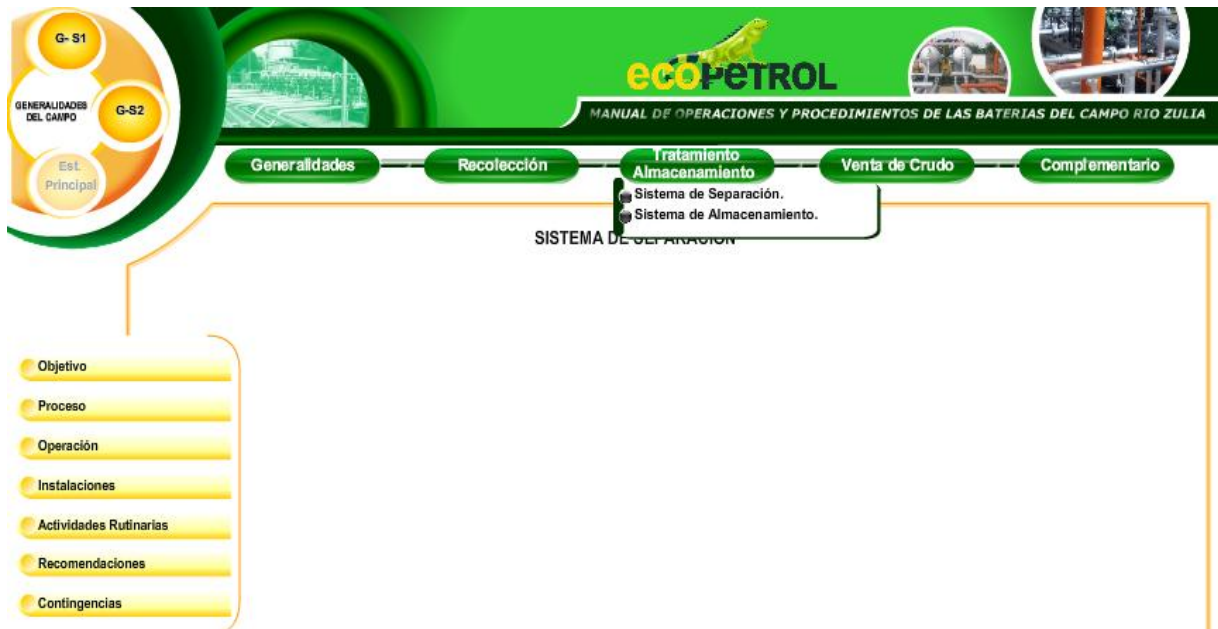 G- S1
GENERALIDADES
DEL CAMPO
G-S2
Est.
Principal
ecopetrol
MANUAL DE OPERACIONES Y PROCEDIMIENTOS DE LAS BATERIAS DEL CAMPO RIO ZULIA
Generalidades
Recolección
Tratamiento
Almacenamiento
Venta de Crudo
Complementario
Sistema de Separación.
Sistema de Almacenamiento.
SISTEMA DE SEPARACIÓN
Objetivo
Proceso
Operación
Instalaciones
Actividades Rutinarias
Recomendaciones
Contingencias